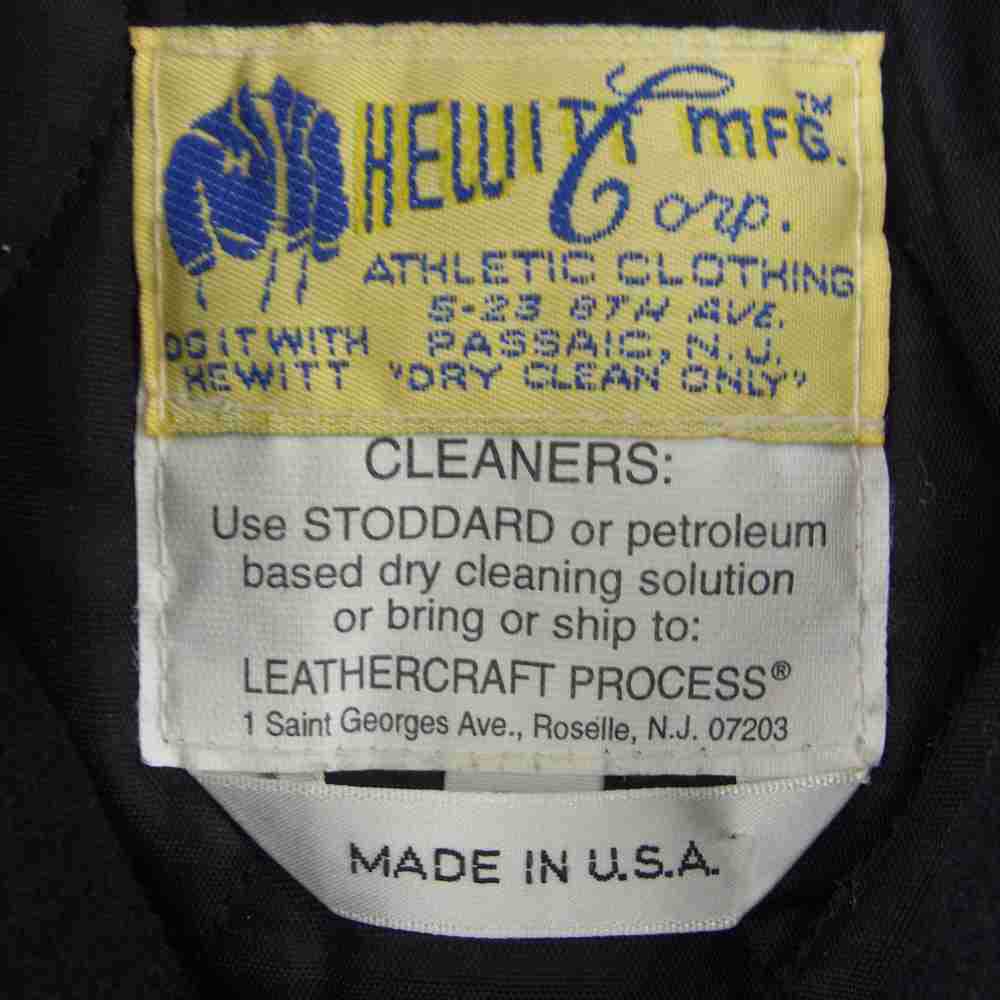 HEWITT MFG.™
Corp.
ATHLETIC CLOTHING
5-23 8TH AVE.
DO IT WITH PASSAIC, N.J.
HEWITT "DRY CLEAN ONLY"
CLEANERS:
Use STODDARD or petroleum
based dry cleaning solution
or bring or ship to:
LEATHERCRAFT PROCESS®
1 Saint Georges Ave., Roselle, N.J. 07203
MADE IN U.S.A.